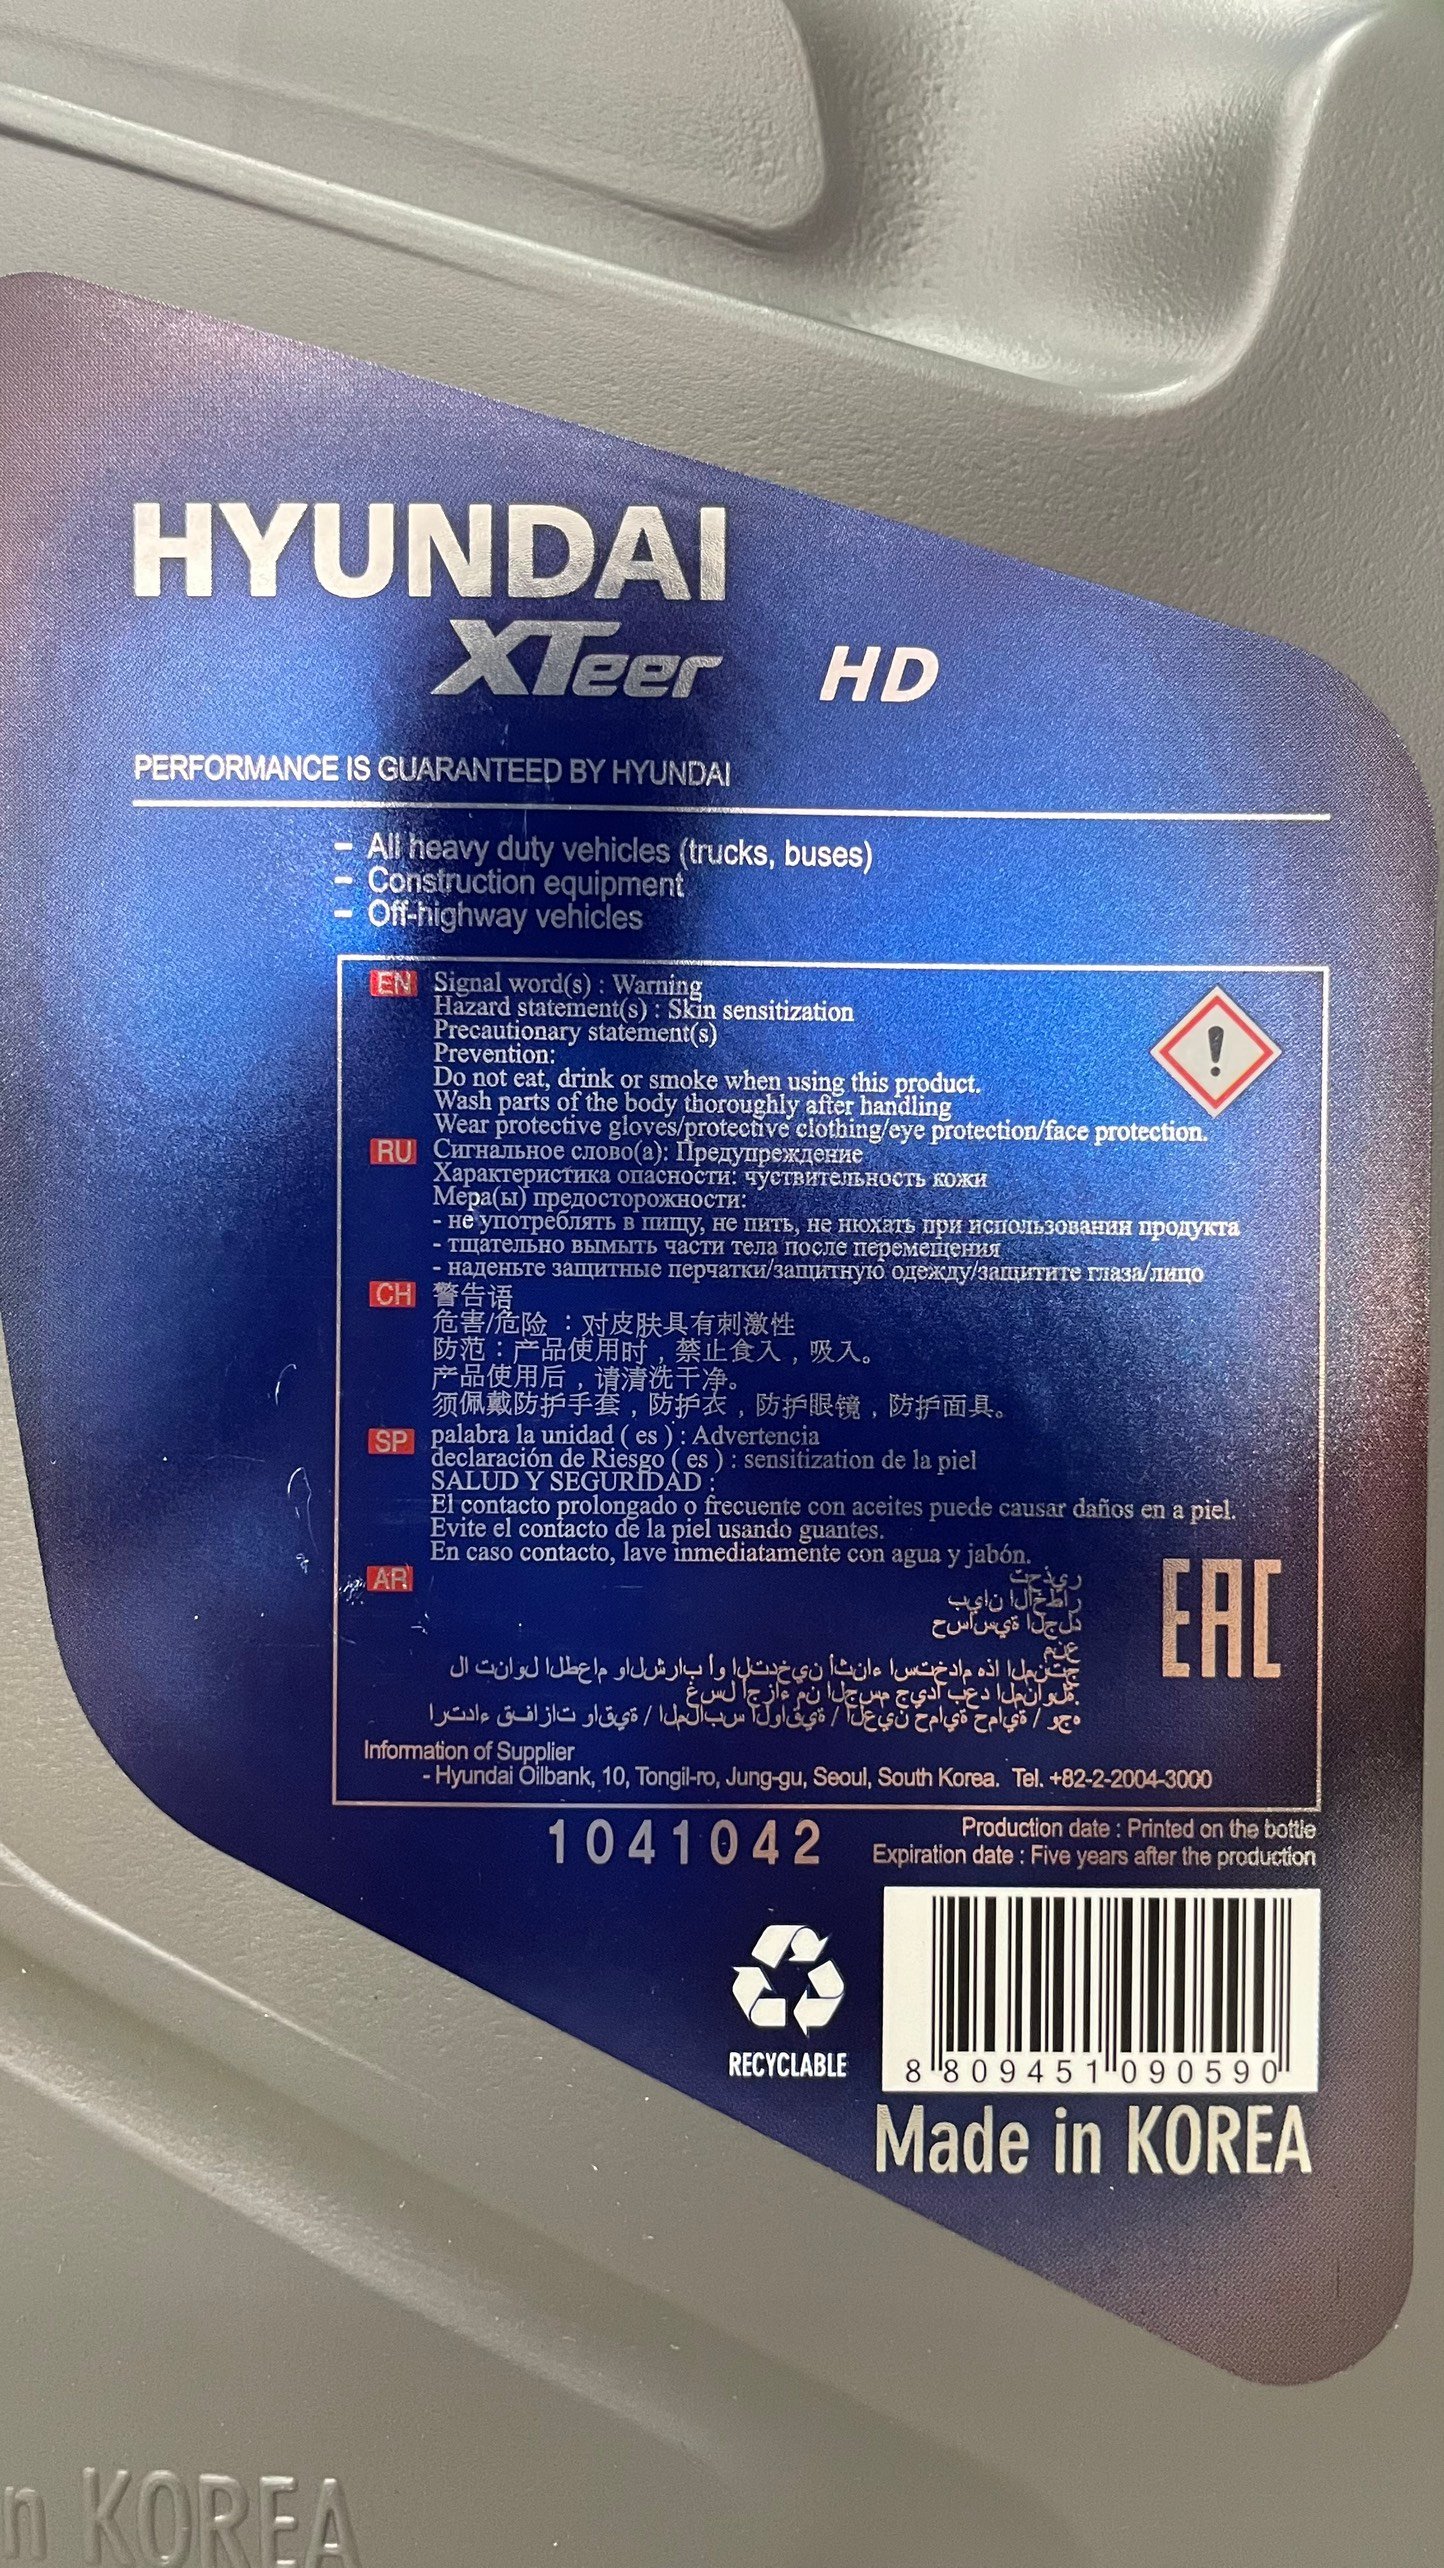 HYUNDAI
XTeer HD
PERFORMANCE IS GUARANTEED BY HYUNDAI
- All heavy duty vehicles (trucks, buses)
- Construction equipment
- Off-highway vehicles
EN Signal word(s) : Warning
Hazard statement(s) : Skin sensitization
Precautionary statement(s)
Prevention:
Do not eat, drink or smoke when using this product.
Wash parts of the body thoroughly after handling
Wear protective gloves/protective clothing/eye protection/face protection.
RU Сигнальное слово(а): Предупреждение
Характеристика опасности: чуствительность кожи
Мера(ы) предосторожности:
- не употреблять в пищу, не пить, не нюхать при использовании продукта
- тщательно вымыть части тела после перемещения
- наденьте защитные перчатки/защитную одежду/защитите глаза/лицо
CH 警告语
危害/危险 : 对皮肤具有刺激性
防范 : 产品使用时 , 禁止食入 , 吸入。
产品使用后 , 请清洗干净。
须佩戴防护手套 , 防护衣 , 防护眼镜 , 防护面具。
SP palabra la unidad ( es ) : Advertencia
declaración de Riesgo ( es ) : sensitization de la piel
SALUD Y SEGURIDAD :
El contacto prolongado o frecuente con aceites puede causar daños en a piel.
Evite el contacto de la piel usando guantes.
En caso contacto, lave inmediatamente con agua y jabón.
AR تحذير
بيان الأخطار
حساسية الجلد
منع
لا تناول الطعام والشراب أو التدخين أثناء استخدام هذا المنتج
غسل أجزاء من الجسم جيدا بعد المناولة.
ارتداء قفازات واقية / الملابس الواقية / العين حماية حماية / وجه
EAC
Information of Supplier
- Hyundai Oilbank, 10, Tongil-ro, Jung-gu, Seoul, South Korea. Tel. +82-2-2004-3000
1041042
Production date : Printed on the bottle
Expiration date : Five years after the production
RECYCLABLE
8 809451 090590
Made in KOREA
n KOREA